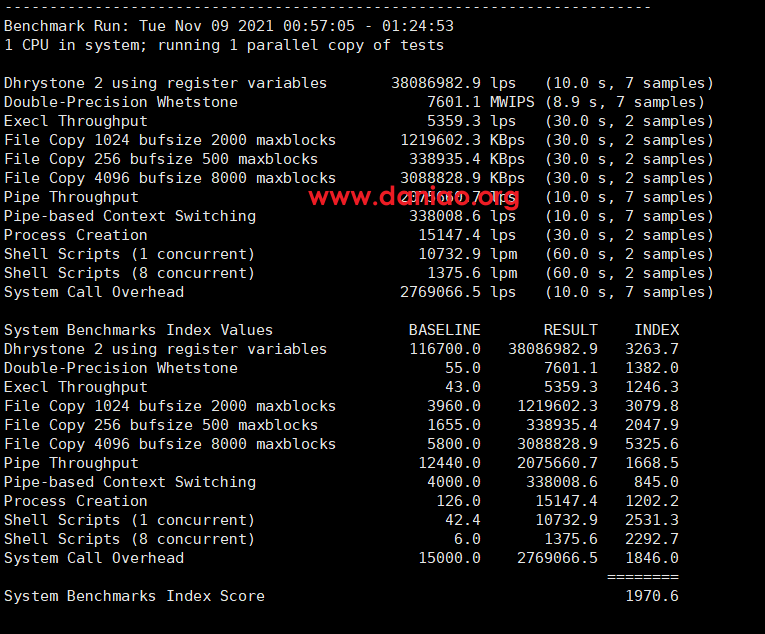 ------------------------------------------------------------------------
Benchmark Run: Tue Nov 09 2021 00:57:05 - 01:24:53
1 CPU in system; running 1 parallel copy of tests
Dhrystone 2 using register variables 38086982.9 lps (10.0 s, 7 samples)
Double-Precision Whetstone 7601.1 MWIPS (8.9 s, 7 samples)
Execl Throughput 5359.3 lps (30.0 s, 2 samples)
File Copy 1024 bufsize 2000 maxblocks 1219602.3 KBps (30.0 s, 2 samples)
File Copy 256 bufsize 500 maxblocks 338935.4 KBps (30.0 s, 2 samples)
File Copy 4096 bufsize 8000 maxblocks 3088828.9 KBps (30.0 s, 2 samples)
Pipe Throughput 2075660.7 lps (10.0 s, 7 samples)
www.daniao.org
Pipe-based Context Switching 338008.6 lps (10.0 s, 7 samples)
Process Creation 15147.4 lps (30.0 s, 2 samples)
Shell Scripts (1 concurrent) 10732.9 lpm (60.0 s, 2 samples)
Shell Scripts (8 concurrent) 1375.6 lpm (60.0 s, 2 samples)
System Call Overhead 2769066.5 lps (10.0 s, 7 samples)
System Benchmarks Index Values BASELINE RESULT INDEX
Dhrystone 2 using register variables 116700.0 38086982.9 3263.7
Double-Precision Whetstone 55.0 7601.1 1382.0
Execl Throughput 43.0 5359.3 1246.3
File Copy 1024 bufsize 2000 maxblocks 3960.0 1219602.3 3079.8
File Copy 256 bufsize 500 maxblocks 1655.0 338935.4 2047.9
File Copy 4096 bufsize 8000 maxblocks 5800.0 3088828.9 5325.6
Pipe Throughput 12440.0 2075660.7 1668.5
Pipe-based Context Switching 4000.0 338008.6 845.0
Process Creation 126.0 15147.4 1202.2
Shell Scripts (1 concurrent) 42.4 10732.9 2531.3
Shell Scripts (8 concurrent) 6.0 1375.6 2292.7
System Call Overhead 15000.0 2769066.5 1846.0
========
System Benchmarks Index Score 1970.6